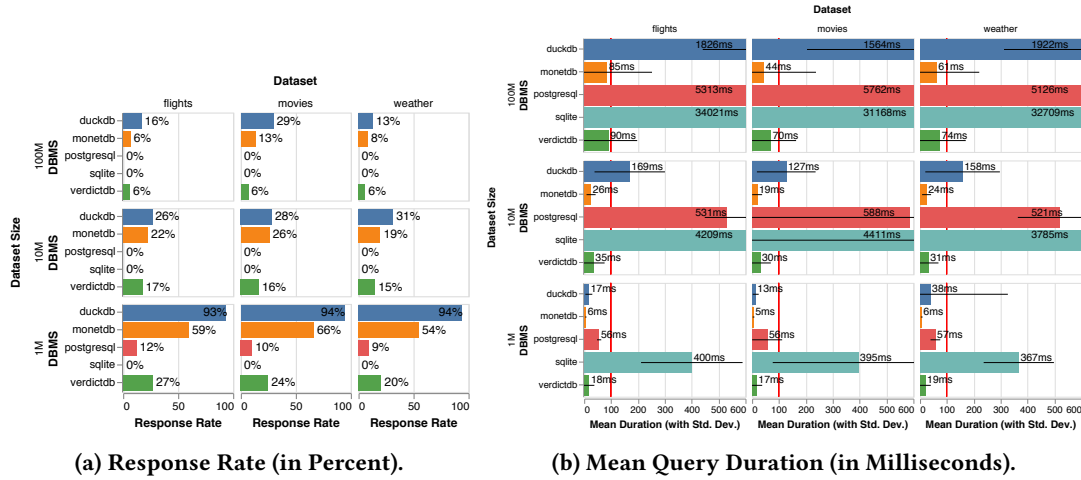 Dataset
flights movies weather
Dataset Size
100M
DBMS
duckdb 16% 29% 13%
monetdb 6% 13% 8%
postgresql 0% 0% 0%
sqlite 0% 0% 0%
verdictdb 6% 6% 6%
10M
DBMS
duckdb 26% 28% 31%
monetdb 22% 26% 19%
postgresql 0% 0% 0%
sqlite 0% 0% 0%
verdictdb 17% 16% 15%
1M
DBMS
duckdb 93% 94% 94%
monetdb 59% 66% 54%
postgresql 12% 10% 9%
sqlite 0% 0% 0%
verdictdb 27% 24% 20%
0 50 100 0 50 100 0 50 100
Response Rate Response Rate Response Rate
(a) Response Rate (in Percent).
Dataset
flights movies weather
Dataset Size
100M
DBMS
duckdb 1826ms 1564ms 1922ms
monetdb 85ms 44ms 61ms
postgresql 5313ms 5762ms 5126ms
sqlite 34021ms 31168ms 32709ms
verdictdb 90ms 70ms 74ms
10M
DBMS
duckdb 169ms 127ms 158ms
monetdb 26ms 19ms 24ms
postgresql 531ms 588ms 521ms
sqlite 4209ms 4411ms 3785ms
verdictdb 35ms 30ms 31ms
1M
DBMS
duckdb 17ms 13ms 38ms
monetdb 6ms 5ms 6ms
postgresql 56ms 56ms 57ms
sqlite 400ms 395ms 367ms
verdictdb 18ms 17ms 19ms
0 100 200 300 400 500 600 0 100 200 300 400 500 600 0 100 200 300 400 500 600
Mean Duration (with Std. Dev.) Mean Duration (with Std. Dev.) Mean Duration (with Std. Dev.)
(b) Mean Query Duration (in Milliseconds).